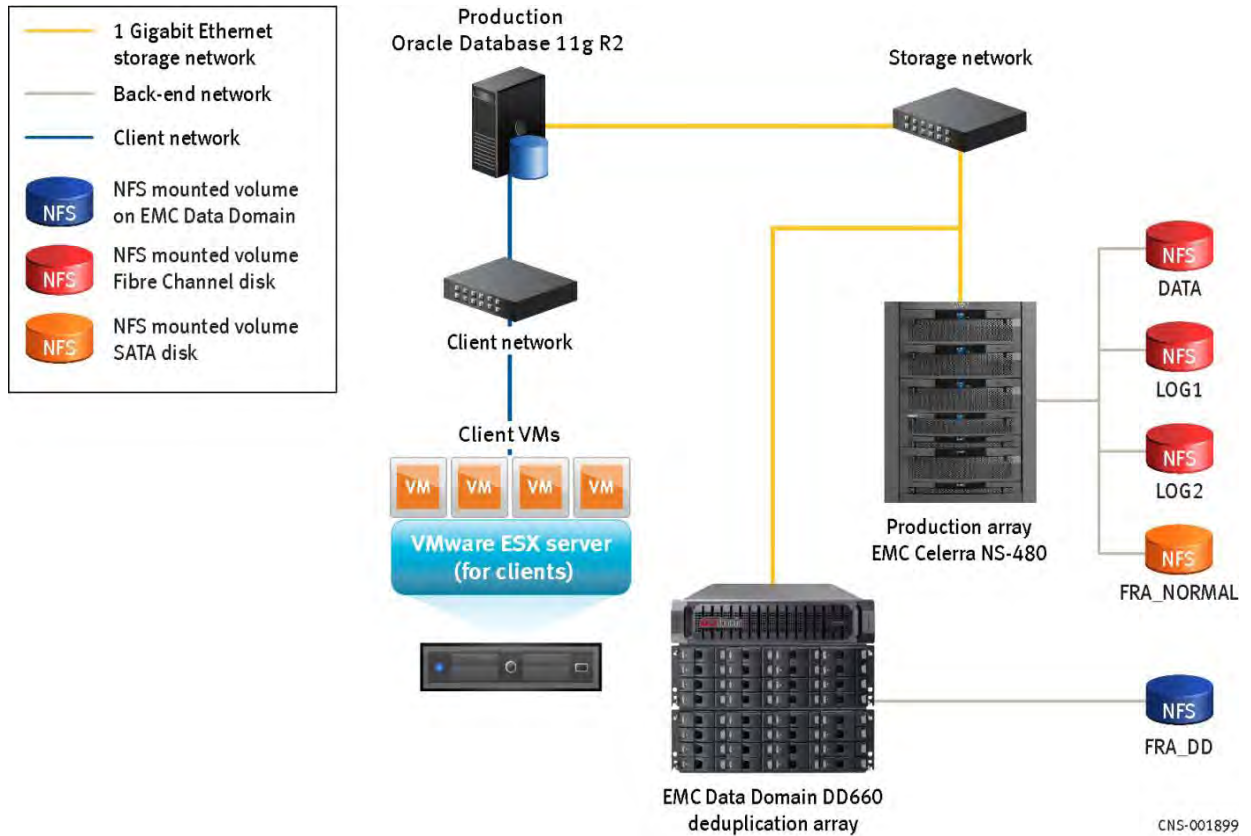 1 Gigabit Ethernet
storage network
Back-end network
Client network
NFS
NFS mounted volume
on EMC Data Domain
NFS
NFS mounted volume
Fibre Channel disk
NFS
NFS mounted volume
SATA disk
Production
Oracle Database 11g R2
Storage network
Client network
Client VMs
VM
VM
VM
VM
VMware ESX server
(for clients)
NFS
DATA
NFS
LOG1
NFS
LOG2
NFS
FRA_NORMAL
Production array
EMC Celerra NS-480
NFS
FRA_DD
EMC Data Domain DD660
deduplication array
CNS-001899